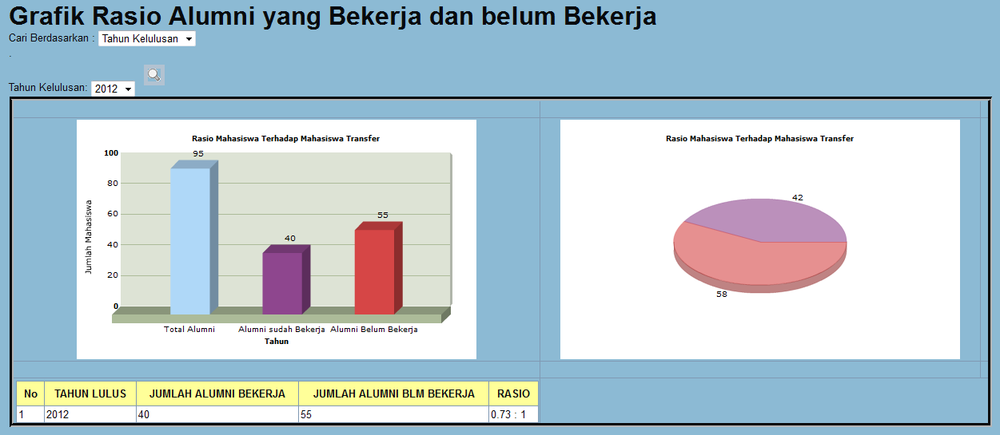 Grafik Rasio Alumni yang Bekerja dan belum Bekerja
Cari Berdasarkan : Tahun Kelulusan
.
Tahun Kelulusan: 2012
Rasio Mahasiswa Terhadap Mahasiswa Transfer
100
80
60
40
20
0
Jumlah Mahasiswa
95
40
55
Total Alumni Alumni sudah Bekerja Alumni Belum Bekerja
Tahun
Rasio Mahasiswa Terhadap Mahasiswa Transfer
42
58
No TAHUN LULUS JUMLAH ALUMNI BEKERJA JUMLAH ALUMNI BLM BEKERJA RASIO
1 2012 40 55 0.73 : 1